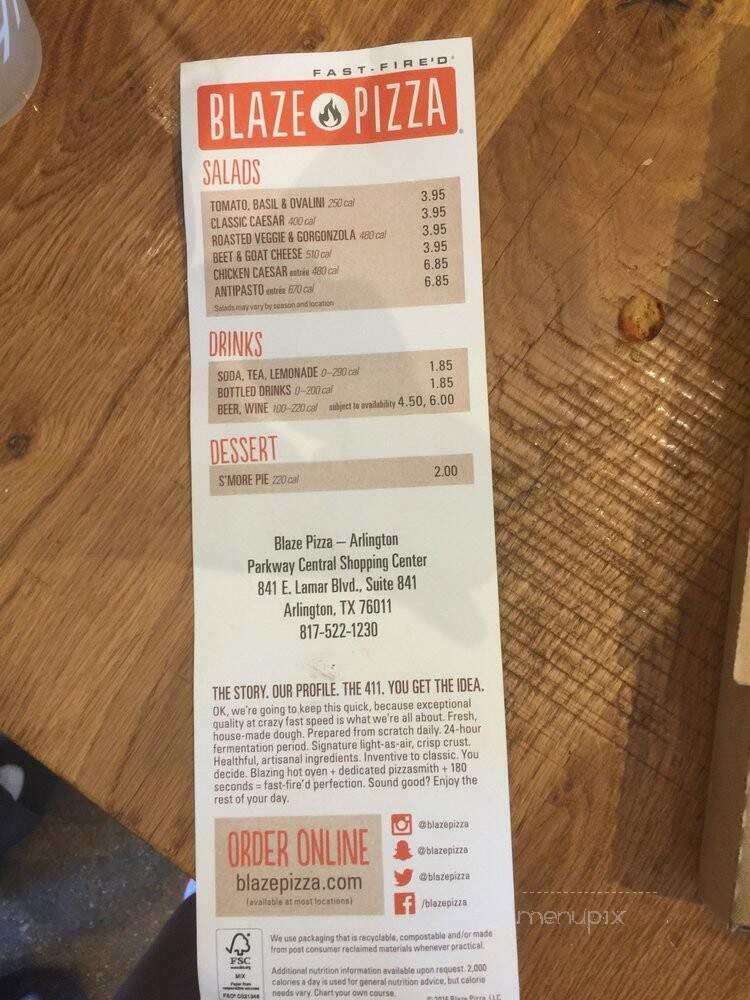 FAST-FIRE'D®
BLAZE PIZZA®
SALADS
TOMATO, BASIL & OVALINI 250 cal 3.95
CLASSIC CAESAR 400 cal 3.95
ROASTED VEGGIE & GORGONZOLA 480 cal 3.95
BEET & GOAT CHEESE 510 cal 3.95
CHICKEN CAESAR entrée 480 cal 6.85
ANTIPASTO entrée 670 cal 6.85
Salads may vary by season and location
DRINKS
SODA, TEA, LEMONADE 0–290 cal 1.85
BOTTLED DRINKS 0–200 cal 1.85
BEER, WINE 100–220 cal subject to availability 4.50, 6.00
DESSERT
S'MORE PIE 220 cal 2.00
Blaze Pizza – Arlington
Parkway Central Shopping Center
841 E. Lamar Blvd., Suite 841
Arlington, TX 76011
817-522-1230
THE STORY. OUR PROFILE. THE 411. YOU GET THE IDEA.
OK, we're going to keep this quick, because exceptional
quality at crazy fast speed is what we're all about. Fresh,
house-made dough. Prepared from scratch daily. 24-hour
fermentation period. Signature light-as-air, crisp crust.
Healthful, artisanal ingredients. Inventive to classic. You
decide. Blazing hot oven + dedicated pizzasmith + 180
seconds = fast-fire'd perfection. Sound good? Enjoy the
rest of your day.
ORDER ONLINE
blazepizza.com
(available at most locations)
@blazepizza
@blazepizza
@blazepizza
/blazepizza
FSC
MIX
Paper from
responsible sources
FSC® C021348
We use packaging that is recyclable, compostable and/or made
from post consumer reclaimed materials whenever practical.
Additional nutrition information available upon request. 2,000
calories a day is used for general nutrition advice, but calorie
needs vary. Chart your own course.
© 2016 Blaze Pizza, LLC
menupix